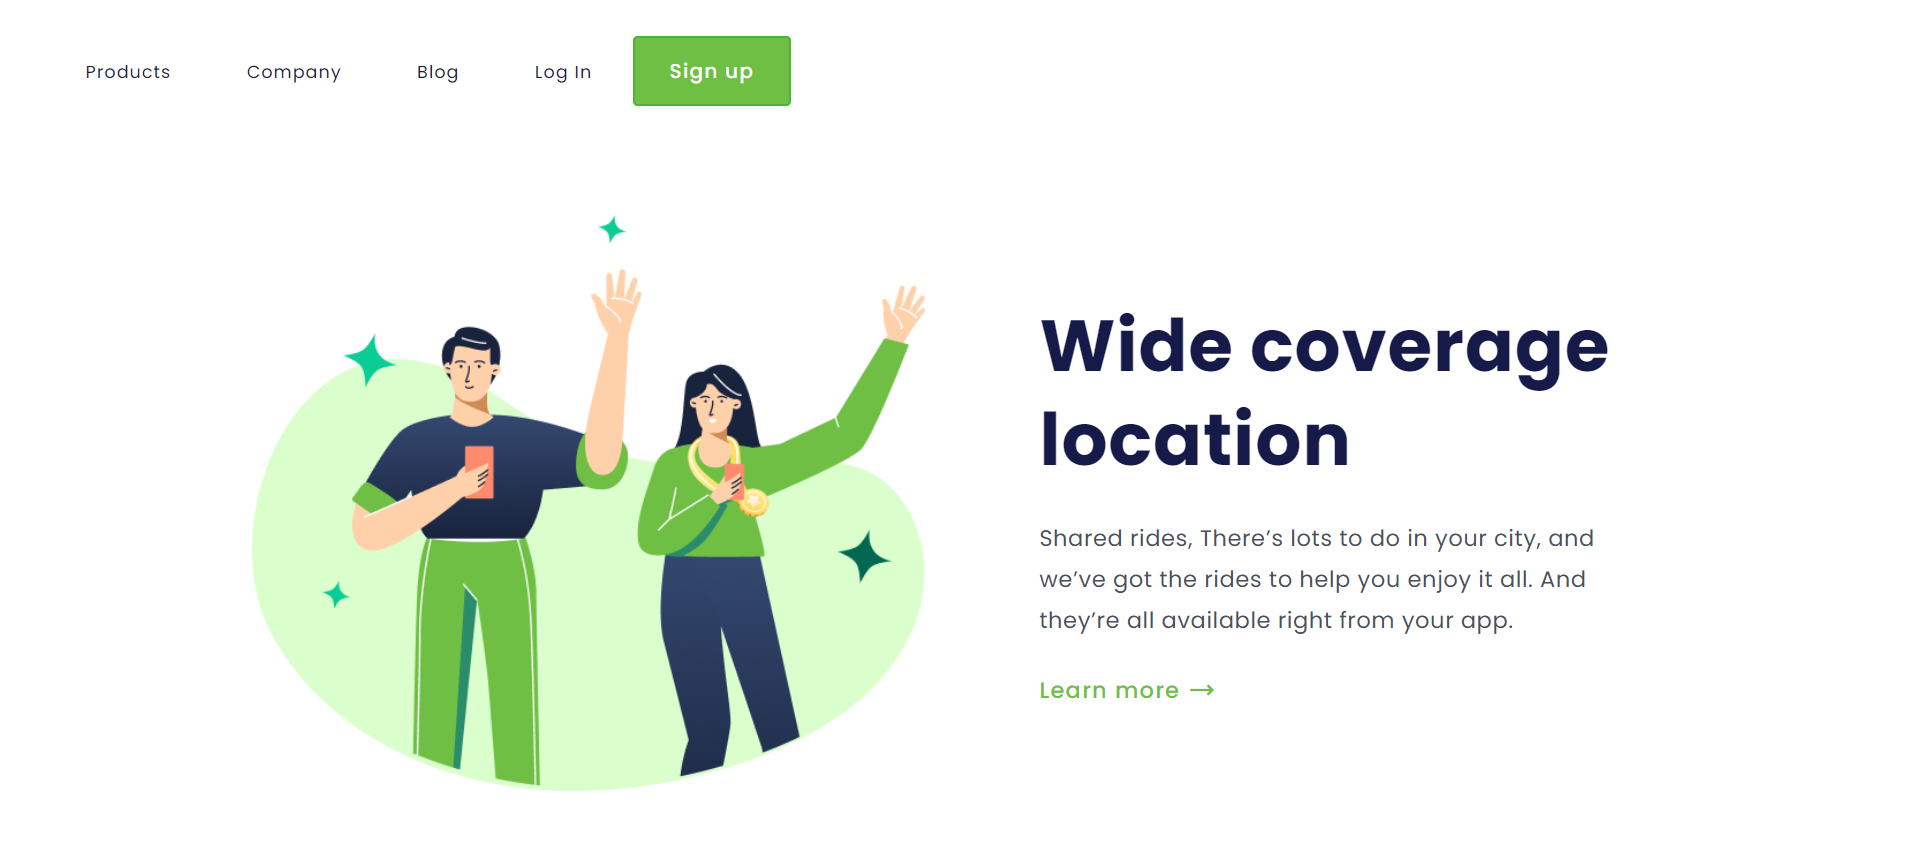 Products
Company
Blog
Log In
Sign up
Wide coverage
location
Shared rides, There’s lots to do in your city, and
we’ve got the rides to help you enjoy it all. And
they’re all available right from your app.
Learn more →